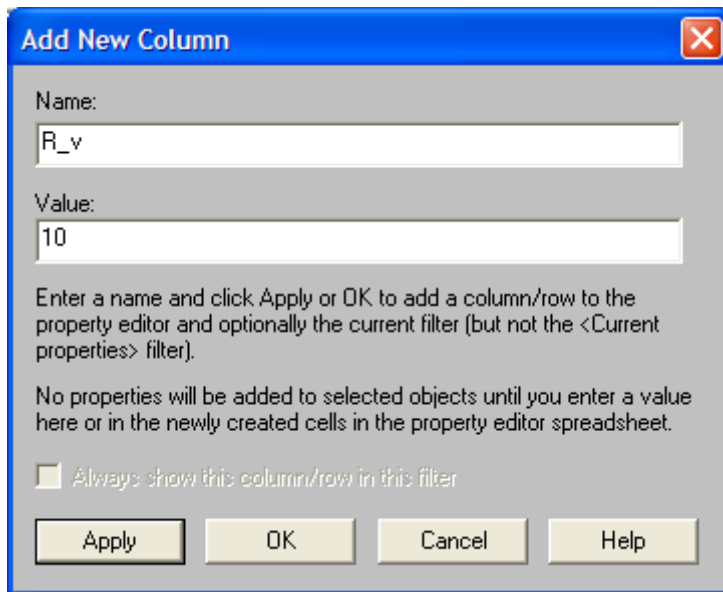 Add New Column
Name:
R_v
Value:
10
Enter a name and click Apply or OK to add a column/row to the
property editor and optionally the current filter (but not the <Current
properties> filter).
No properties will be added to selected objects until you enter a value
here or in the newly created cells in the property editor spreadsheet.
Always show this column/row in this filter
Apply
OK
Cancel
Help